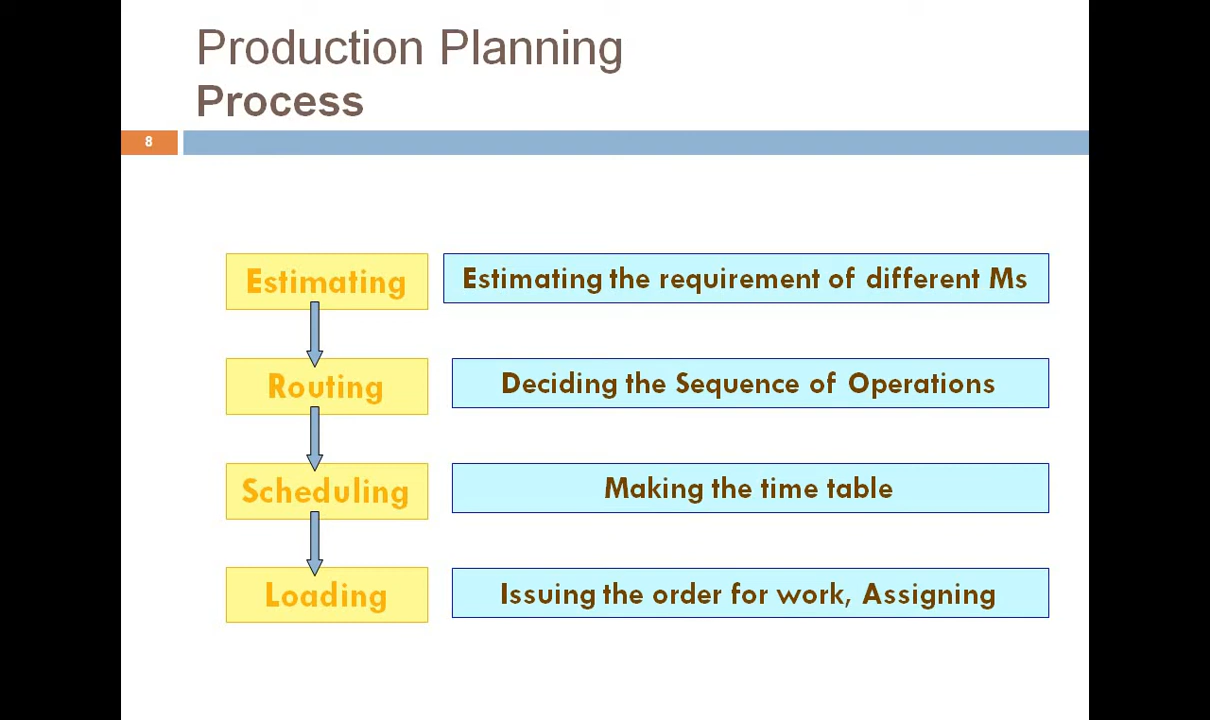 Production Planning
Process
8
Estimating
Estimating the requirement of different Ms
Routing
Deciding the Sequence of Operations
Scheduling
Making the time table
Loading
Issuing the order for work, Assigning